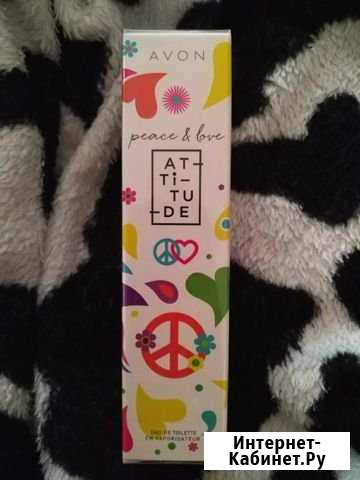 AVON
peace & love
AT-
Ti-
TU
-DE
EAU DE TOILETTE
EN VAPORISATEUR
Интернет-
Кабинет.Ру